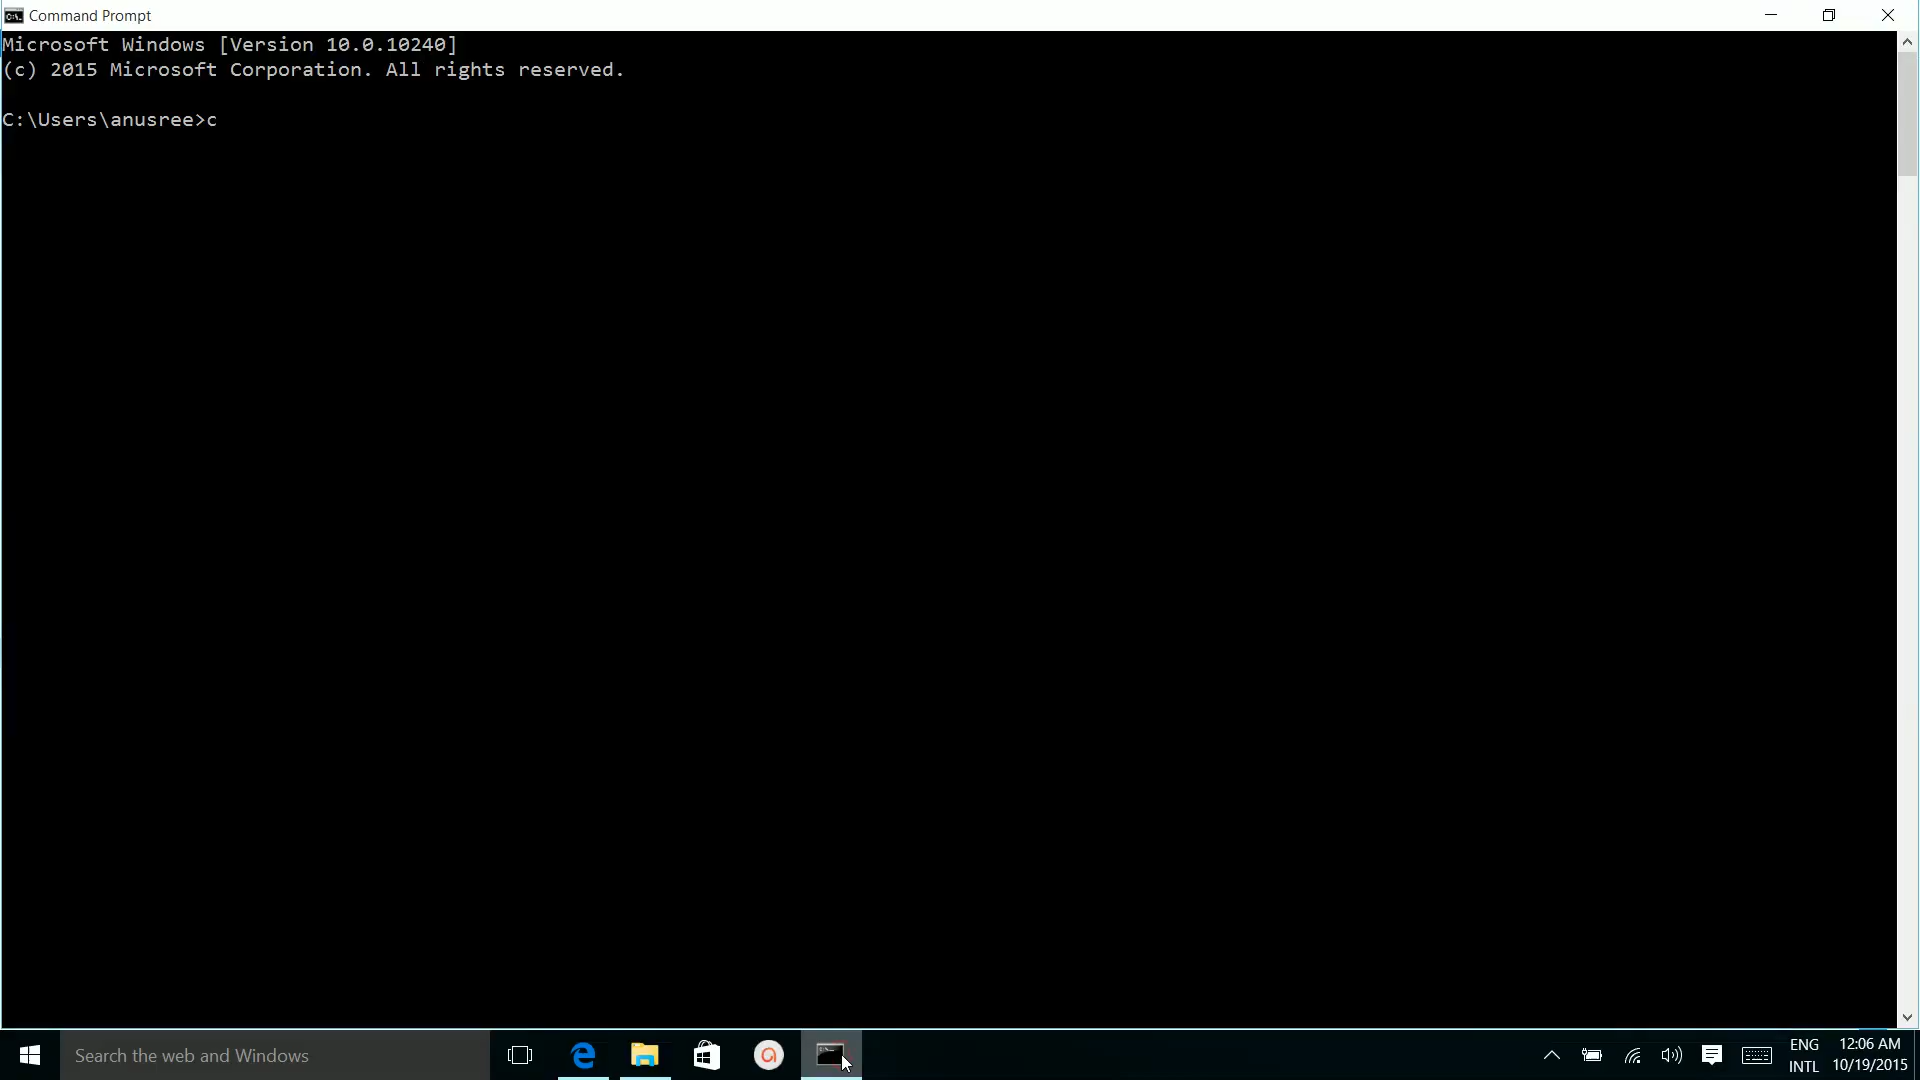 Command Prompt
Microsoft Windows [Version 10.0.10240]
(c) 2015 Microsoft Corporation. All rights reserved.
C:\Users\anusree>c
Search the web and Windows
ENG
INTL
12:06 AM
10/19/2015